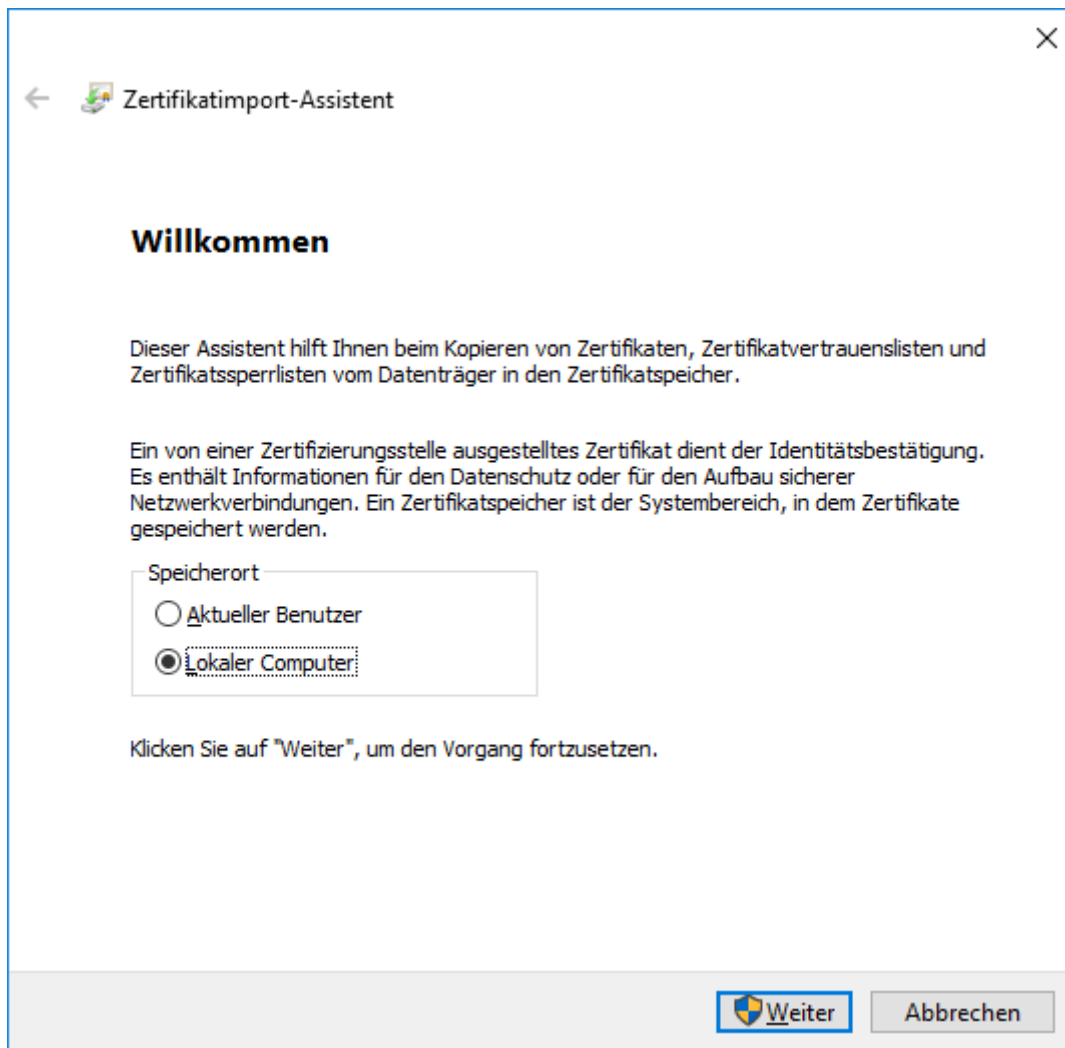 Zertifikatimport-Assistent
Willkommen
Dieser Assistent hilft Ihnen beim Kopieren von Zertifikaten, Zertifikatvertrauenslisten und
Zertifikatssperrlisten vom Datenträger in den Zertifikatspeicher.
Ein von einer Zertifizierungsstelle ausgestelltes Zertifikat dient der Identitätsbestätigung.
Es enthält Informationen für den Datenschutz oder für den Aufbau sicherer
Netzwerkverbindungen. Ein Zertifikatspeicher ist der Systembereich, in dem Zertifikate
gespeichert werden.
Speicherort
Aktueller Benutzer
Lokaler Computer
Klicken Sie auf "Weiter", um den Vorgang fortzusetzen.
Weiter
Abbrechen